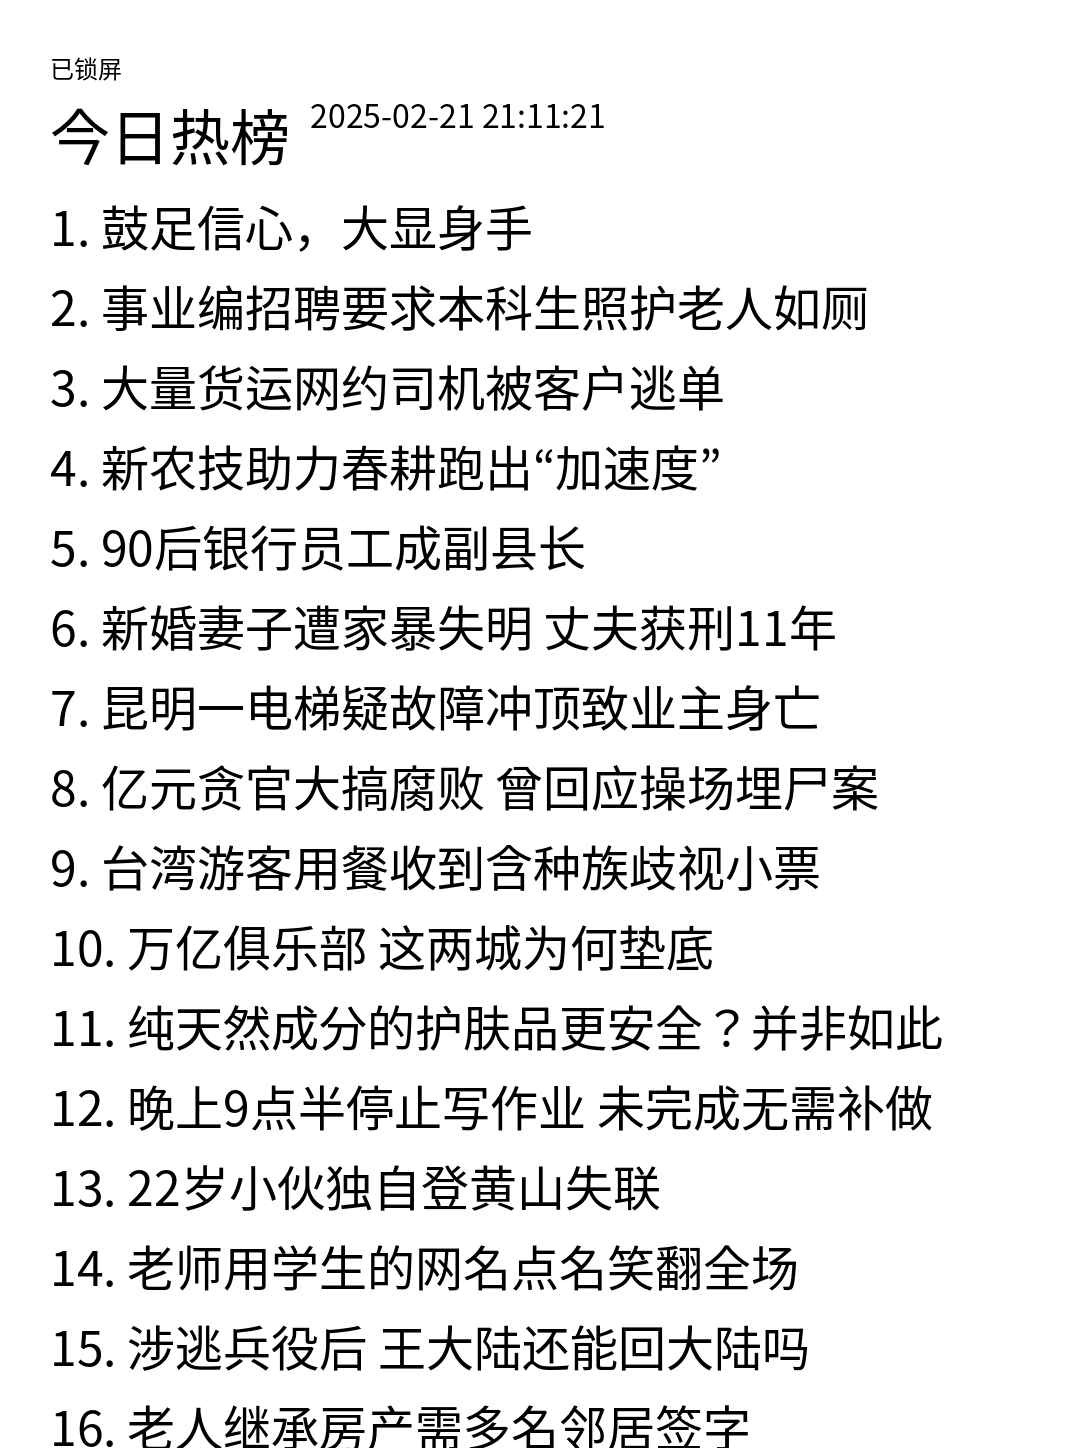 已锁屏
今日热榜 2025-02-21 21:11:21
1. 鼓足信心，大显身手
2. 事业编招聘要求本科生照护老人如厕
3. 大量货运网约司机被客户逃单
4. 新农技助力春耕跑出“加速度”
5. 90后银行员工成副县长
6. 新婚妻子遭家暴失明 丈夫获刑11年
7. 昆明一电梯疑故障冲顶致业主身亡
8. 亿元贪官大搞腐败 曾回应操场埋尸案
9. 台湾游客用餐收到含种族歧视小票
10. 万亿俱乐部 这两城为何垫底
11. 纯天然成分的护肤品更安全？并非如此
12. 晚上9点半停止写作业 未完成无需补做
13. 22岁小伙独自登黄山失联
14. 老师用学生的网名点名笑翻全场
15. 涉逃兵役后 王大陆还能回大陆吗
16. 老人继承房产需多名邻居签字